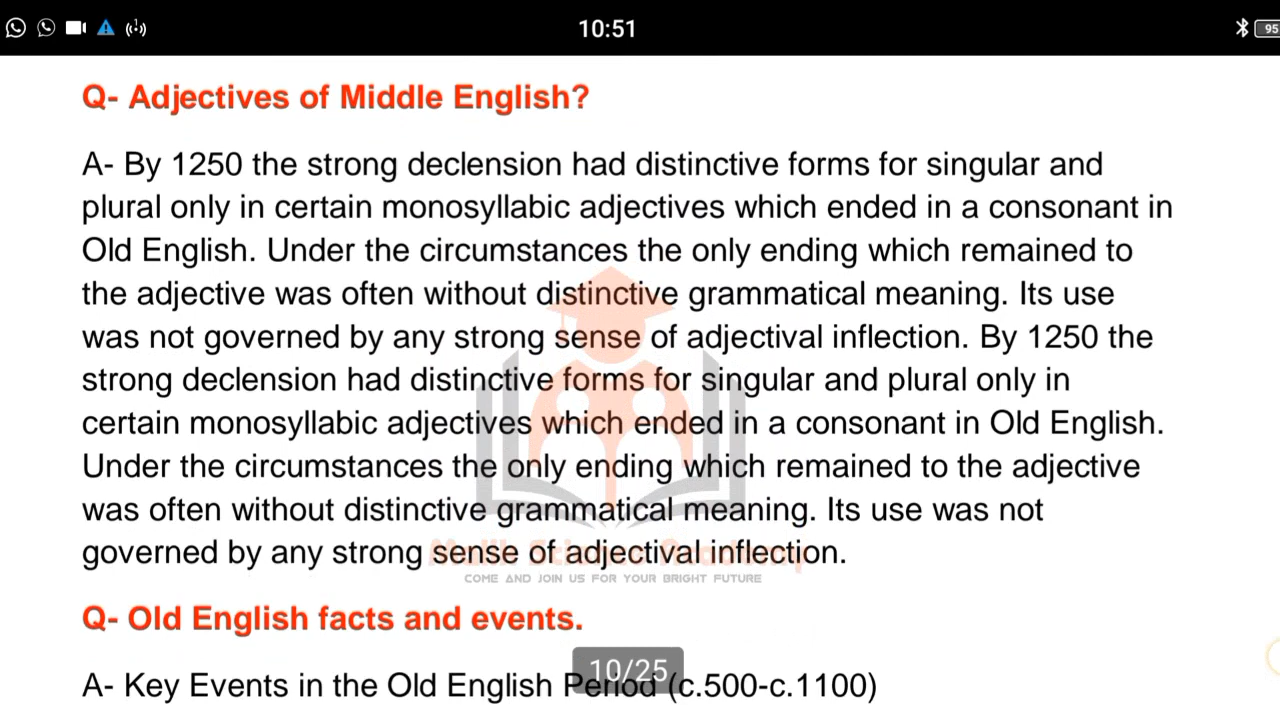 10:51
95
Q- Adjectives of Middle English?
A- By 1250 the strong declension had distinctive forms for singular and
plural only in certain monosyllabic adjectives which ended in a consonant in
Old English. Under the circumstances the only ending which remained to
the adjective was often without distinctive grammatical meaning. Its use
was not governed by any strong sense of adjectival inflection. By 1250 the
strong declension had distinctive forms for singular and plural only in
certain monosyllabic adjectives which ended in a consonant in Old English.
Under the circumstances the only ending which remained to the adjective
was often without distinctive grammatical meaning. Its use was not
governed by any strong sense of adjectival inflection.
COME AND JOIN US FOR YOUR BRIGHT FUTURE
Q- Old English facts and events.
10/25
A- Key Events in the Old English Period (c.500-c.1100)